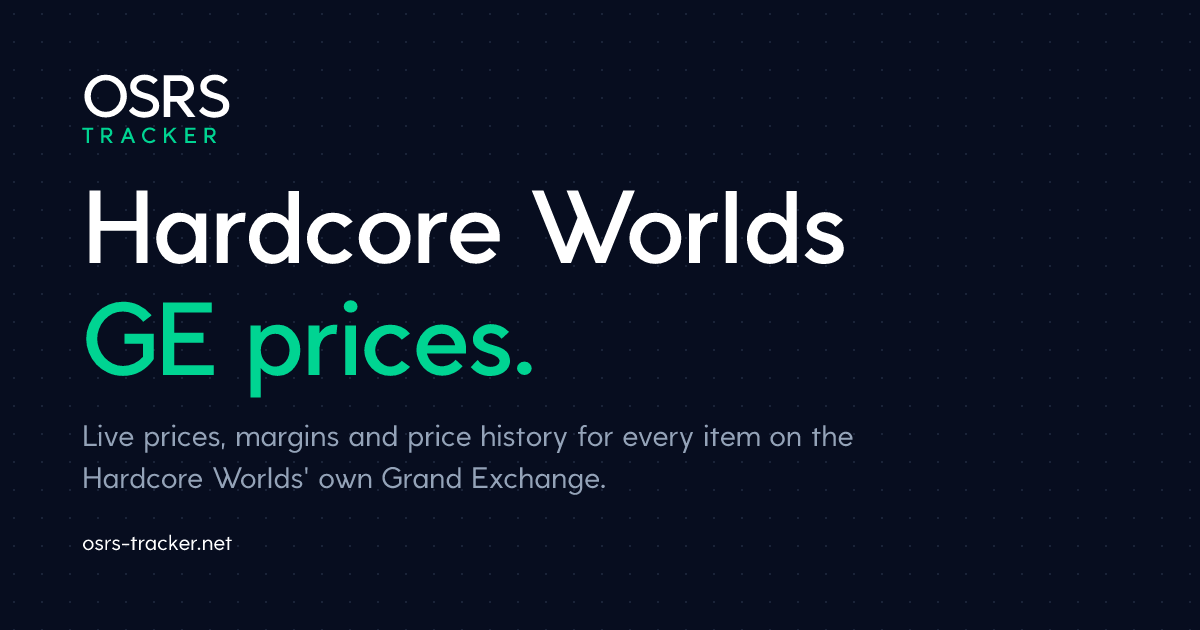 OSRS
TRACKER
Hardcore Worlds
GE prices.
Live prices, margins and price history for every item on the
Hardcore Worlds' own Grand Exchange.
osrs-tracker.net